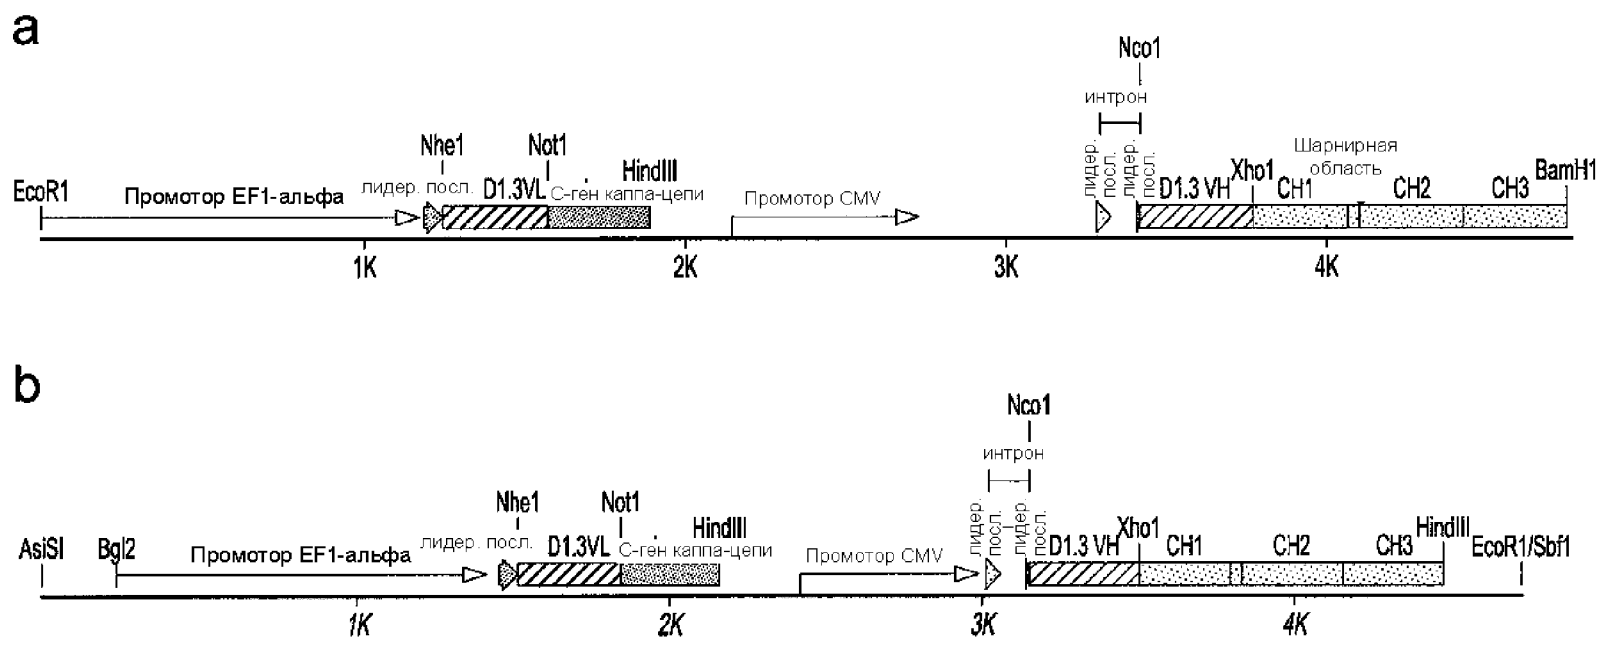 a
Nco1
интрон
Nhe1
Not1
HindIII
лидер.
посл.
лидер.
посл.
Шарнирная
область
EcoR1
Промотор EF1-альфа
лидер. посл.
D1.3VL
С-ген каппа-цепи
Промотор CMV
D1.3 VH
Xho1
CH1
CH2
CH3
BamH1
1K
2K
3K
4K
b
Nco1
интрон
Nhe1
Not1
HindIII
лидер.
посл.
лидер.
посл.
AsiSI
Bgl2
Промотор EF1-альфа
лидер. посл.
D1.3VL
С-ген каппа-цепи
Промотор CMV
D1.3 VH
Xho1
CH1
CH2
CH3
HindIII
EcoR1/Sbf1
1K
2K
3K
4K